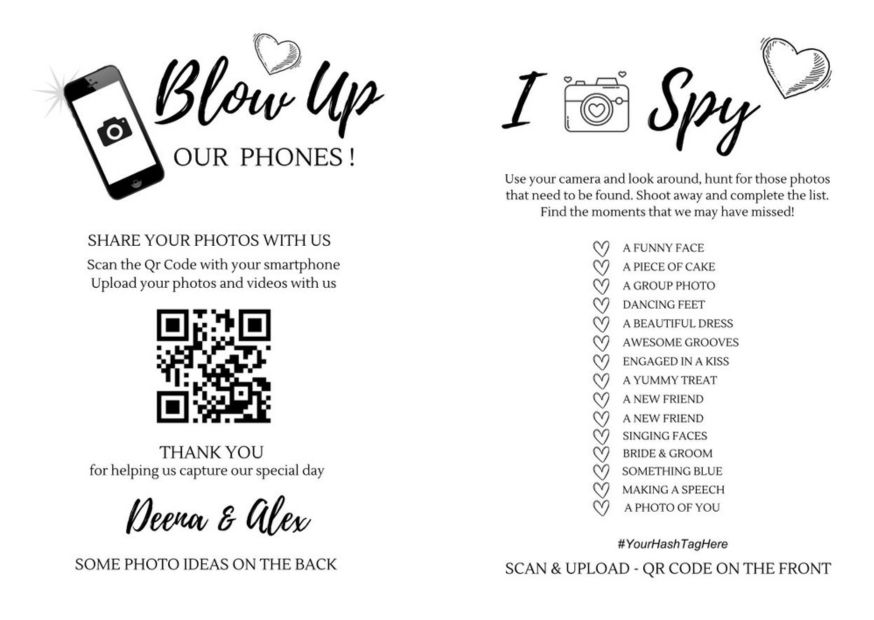 Blow Up
OUR PHONES!
SHARE YOUR PHOTOS WITH US
Scan the Qr Code with your smartphone
Upload your photos and videos with us
THANK YOU
for helping us capture our special day
Deena & Alex
SOME PHOTO IDEAS ON THE BACK
I Spy
Use your camera and look around, hunt for those photos
that need to be found. Shoot away and complete the list.
Find the moments that we may have missed!
A FUNNY FACE
A PIECE OF CAKE
A GROUP PHOTO
DANCING FEET
A BEAUTIFUL DRESS
AWESOME GROOVES
ENGAGED IN A KISS
A YUMMY TREAT
A NEW FRIEND
A NEW FRIEND
SINGING FACES
BRIDE & GROOM
SOMETHING BLUE
MAKING A SPEECH
A PHOTO OF YOU
#YourHashTagHere
SCAN & UPLOAD - QR CODE ON THE FRONT